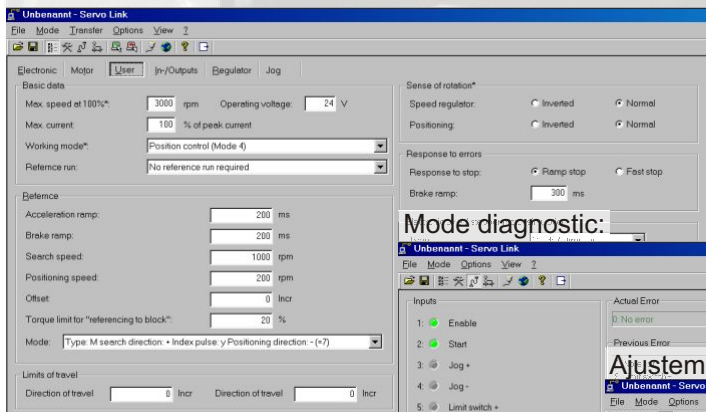 Unbenannt - Servo Link
File Mode Transfer Options View ?
Electronic Motor User In-/Outputs Regulator Jog
Basic data
Max. speed at 100%*: 3000 rpm Operating voltage: 24 V
Max. current: 100 % of peak current
Working mode*: Position control (Mode 4)
Refernce run: No reference run required
Refernce
Acceleration ramp: 200 ms
Brake ramp: 200 ms
Search speed: 1000 rpm
Positioning speed: 200 rpm
Offset: 0 Incr
Torque limit for "referencing to block": 20 %
Mode: Type: M search direction: + Index pulse: y Positioning direction: - (=7)
Limits of travel
Direction of travel 0 Incr Direction of travel 0 Incr
Sense of rotation*
Speed regulator: Inverted Normal
Positioning: Inverted Normal
Response to errors
Response to stop: Ramp stop Fast stop
Brake ramp: 300 ms
Mode diagnostic:
Unbenannt - Servo Link
File Mode Options View ?
Inputs
1: Enable
2: Start
3: Jog +
4: Jog -
5: Limit switch +
Actual Error
0: No error
Previous Error
Ajustem
Unbenannt - Servo
File Mode Options